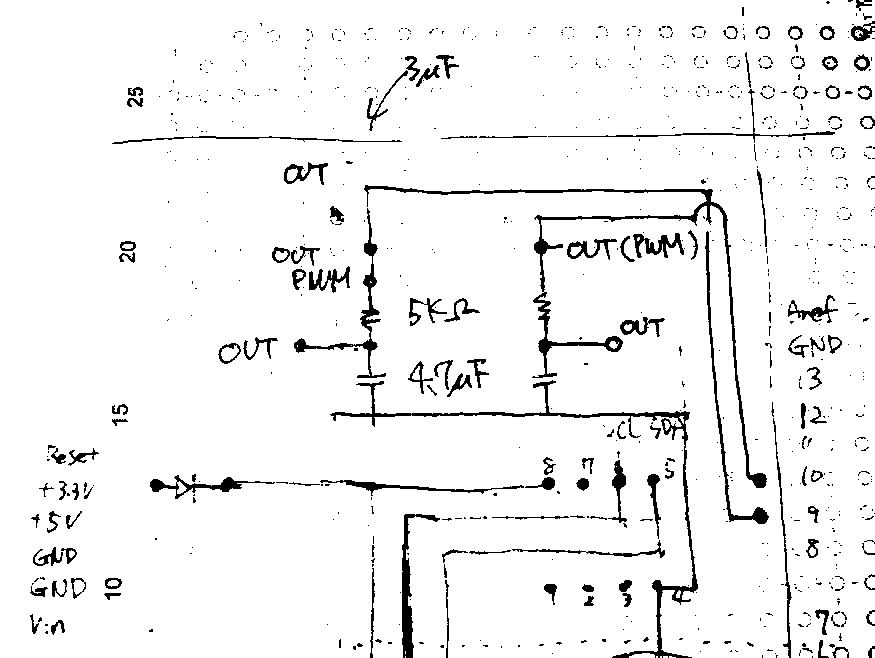 3μF
25
OUT
20
OUT
PWM
OUT(PWM)
5KΩ
OUT
OUT
4.7μF
15
Aref
GND
13
12
11
10
9
8
7
CL SDA
8 7 6 5
Reset
+3.3V
+5V
GND
GND
Vin
10
1 2 3 4